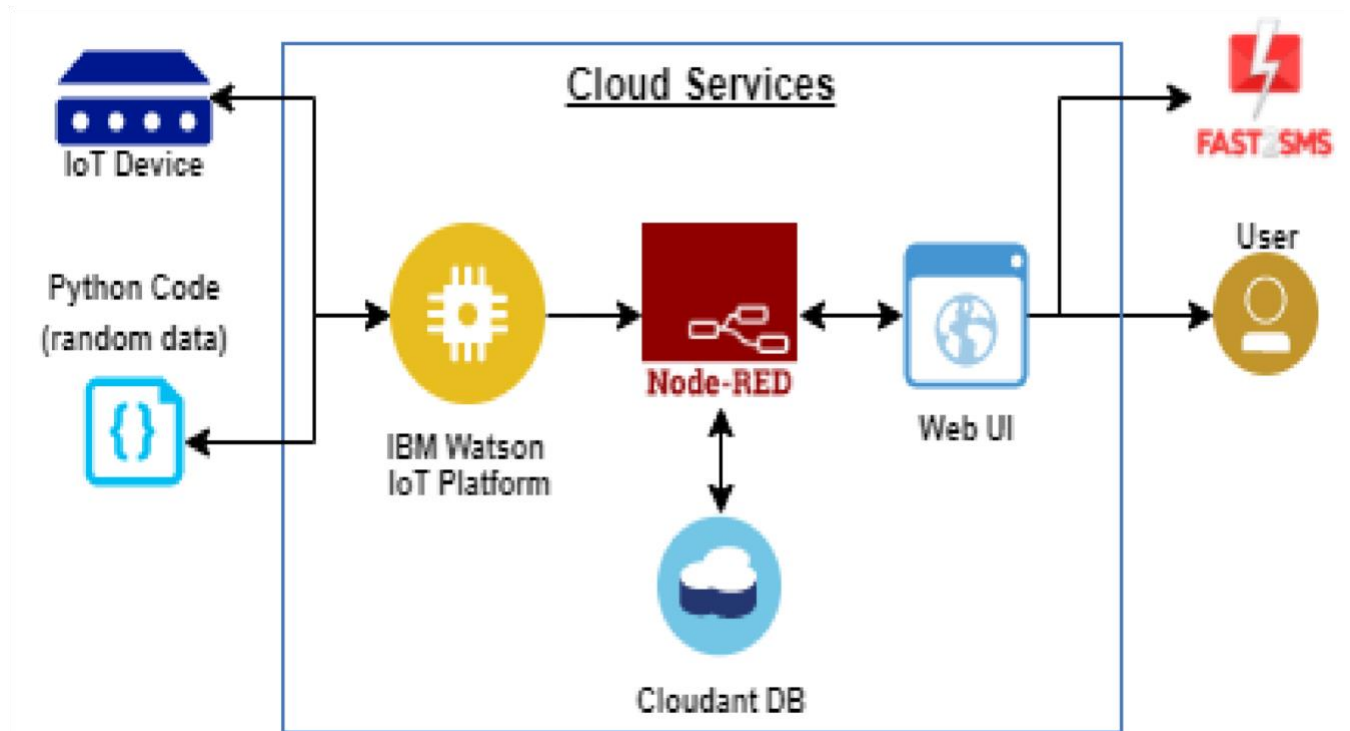 Cloud Services
IoT Device
FAST2SMS
User
Python Code
(random data)
Node-RED
Web UI
IBM Watson
IoT Platform
Cloudant DB